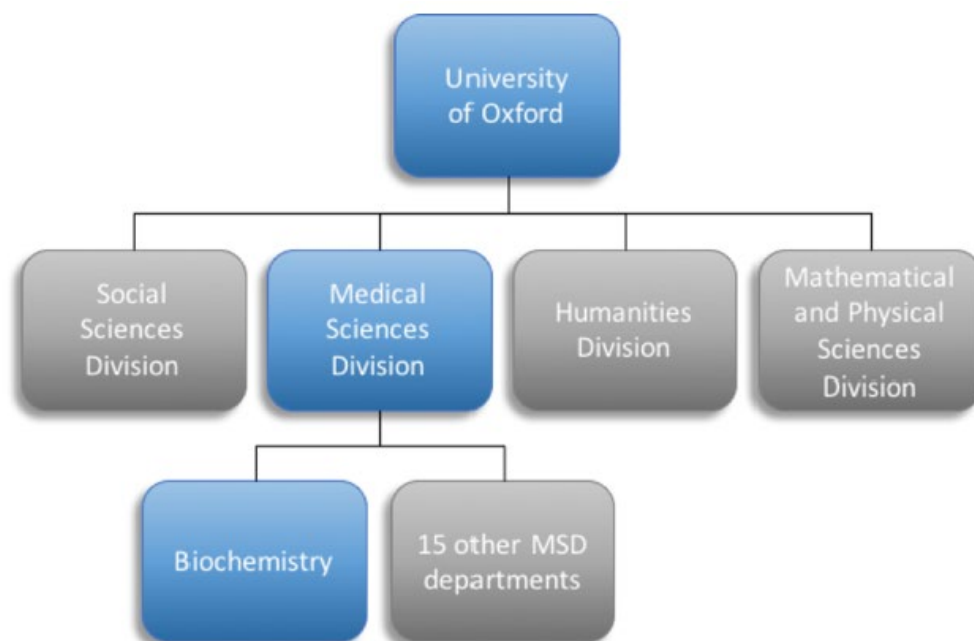 University
of Oxford
Social
Sciences
Division
Medical
Sciences
Division
Humanities
Division
Mathematical
and Physical
Sciences
Division
Biochemistry
15 other MSD
departments